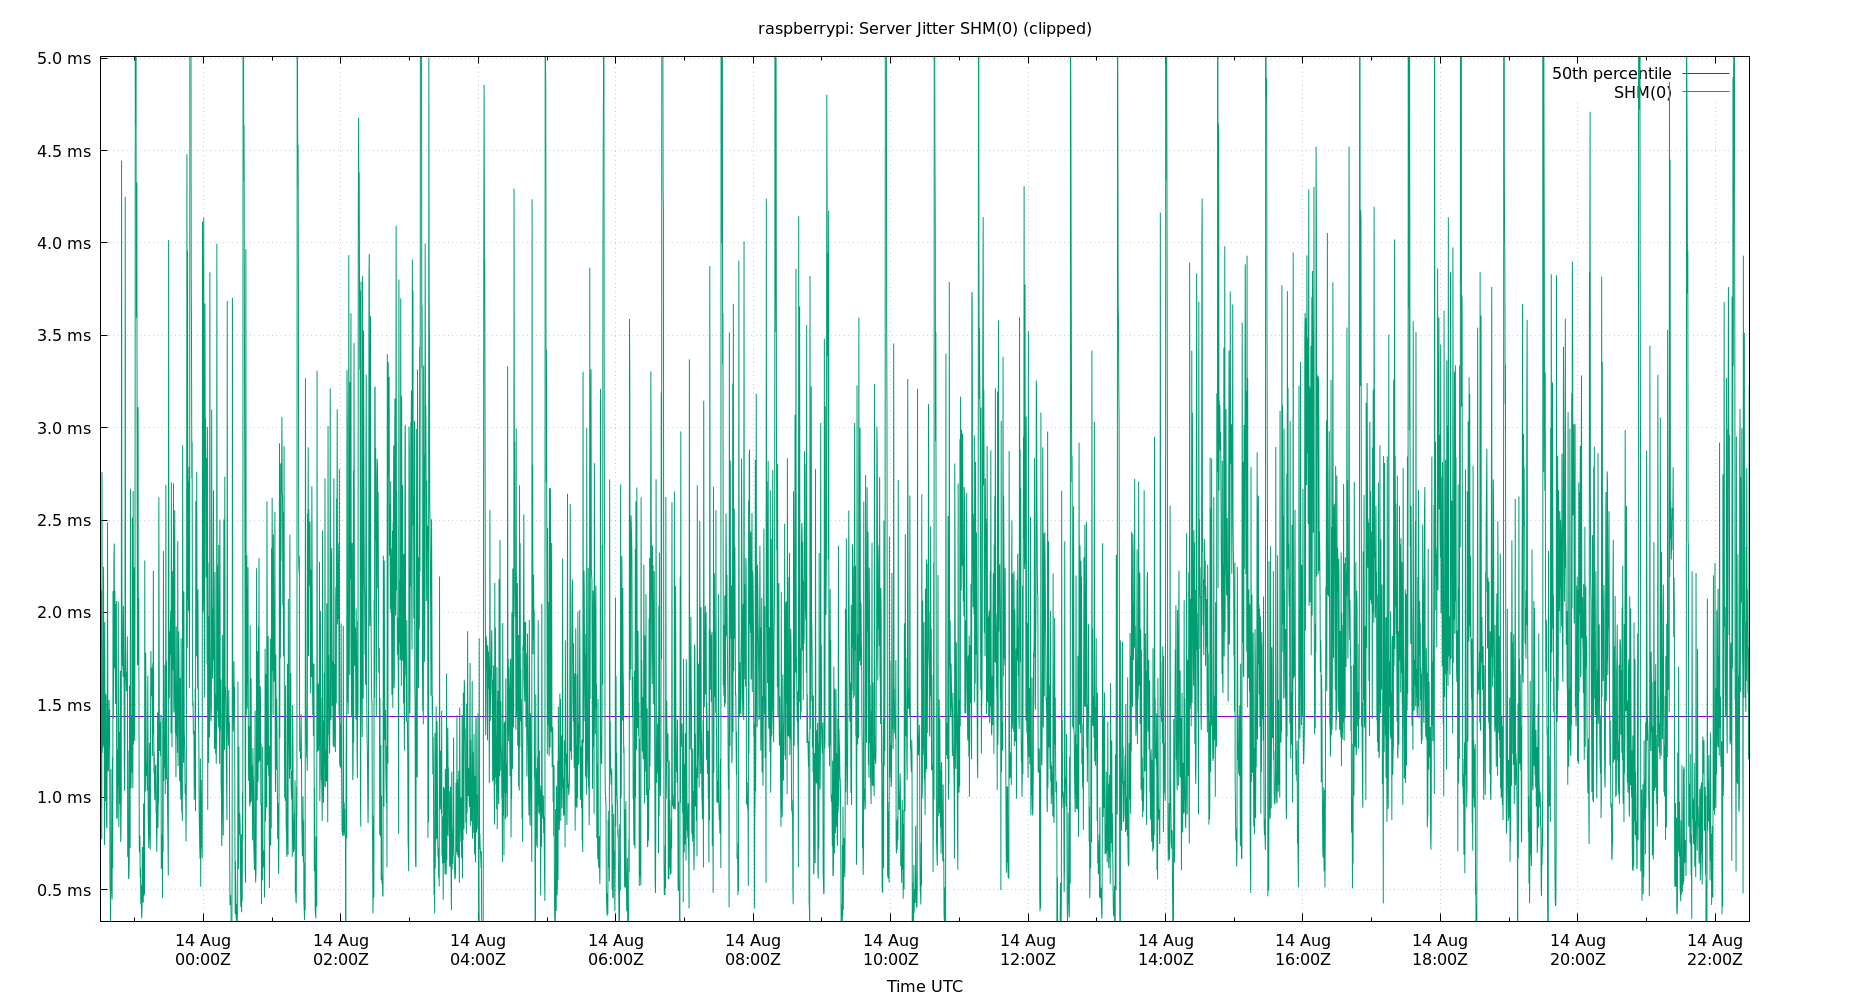 raspberrypi: Server Jitter SHM(0) (clipped)
5.0 ms
4.5 ms
4.0 ms
3.5 ms
3.0 ms
2.5 ms
2.0 ms
1.5 ms
1.0 ms
0.5 ms
50th percentile
SHM(0)
14 Aug 14 Aug 14 Aug 14 Aug 14 Aug 14 Aug 14 Aug 14 Aug 14 Aug 14 Aug 14 Aug 14 Aug
00:00Z 02:00Z 04:00Z 06:00Z 08:00Z 10:00Z 12:00Z 14:00Z 16:00Z 18:00Z 20:00Z 22:00Z
Time UTC